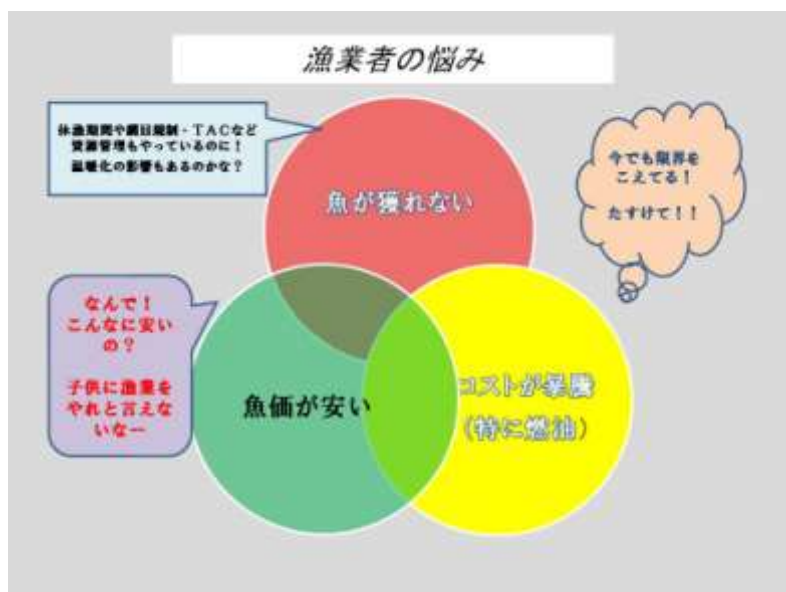 漁業者の悩み
休漁期間や網目規制・TACなど
資源管理もやっているのに！
温暖化の影響もあるのかな？
魚が獲れない
今でも限界を
こえてる！
たすけて！！
なんで！
こんなに安い
の？
子供に漁業を
やれと言えな
いなー
魚価が安い
コストが暴騰
（特に燃油）